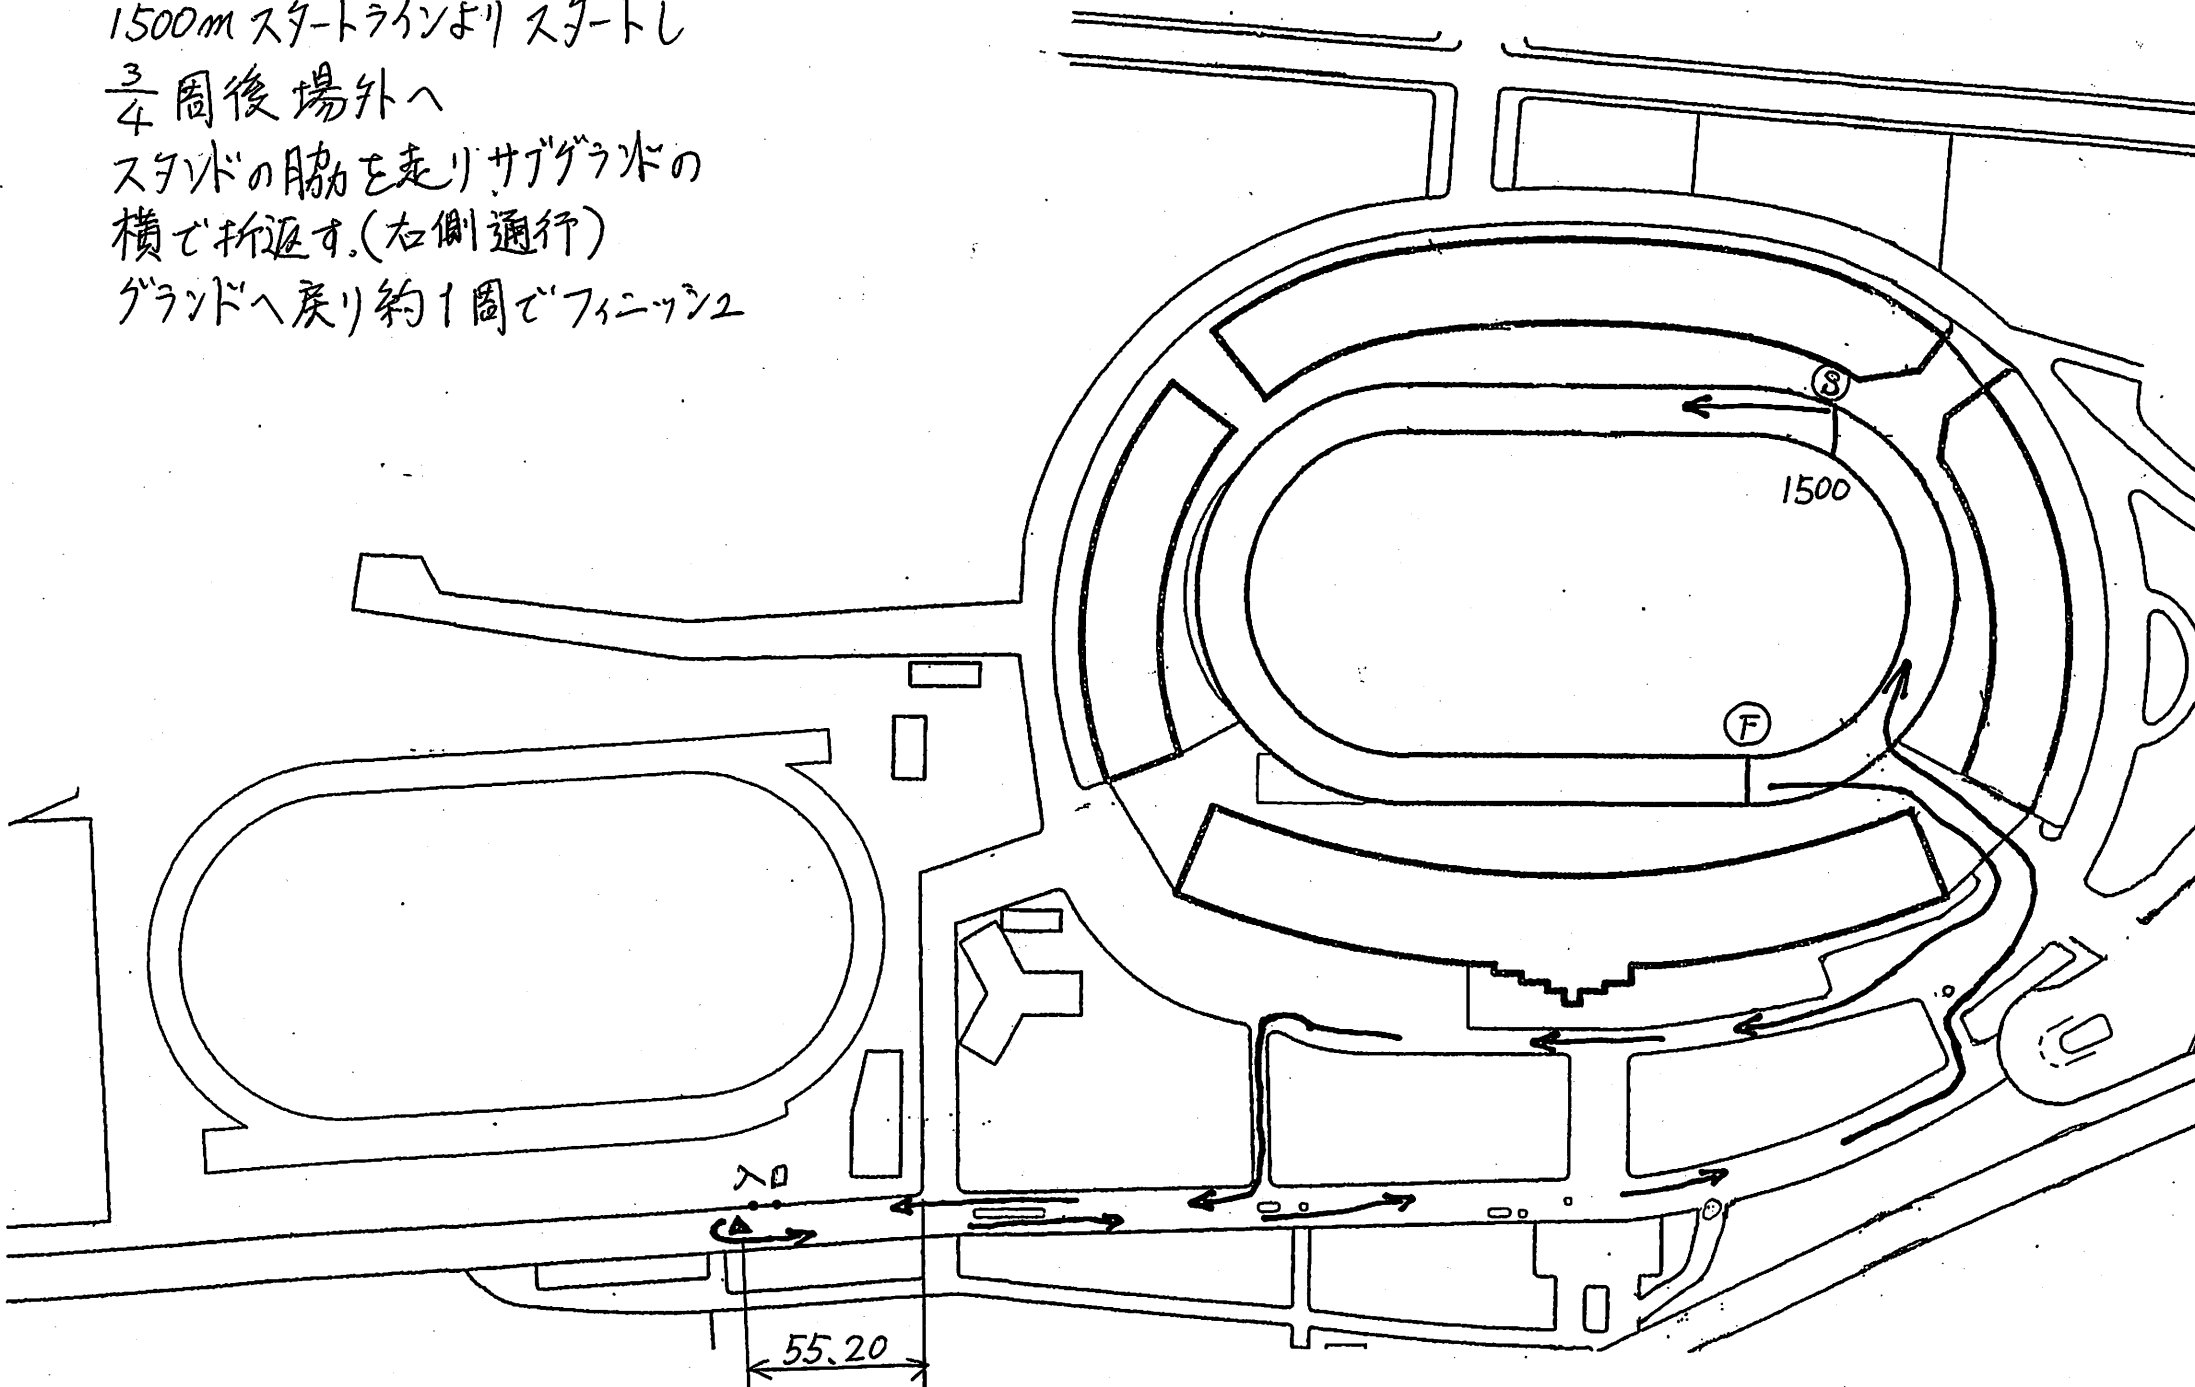 1500m スタートラインより スタートし
3/4 周後 場外へ
スタンドの脇を走り サブグランドの
横で折返す。(右側通行)
グランドへ戻り約1周でフィニッシュ
S
1500
F
入口
55.20